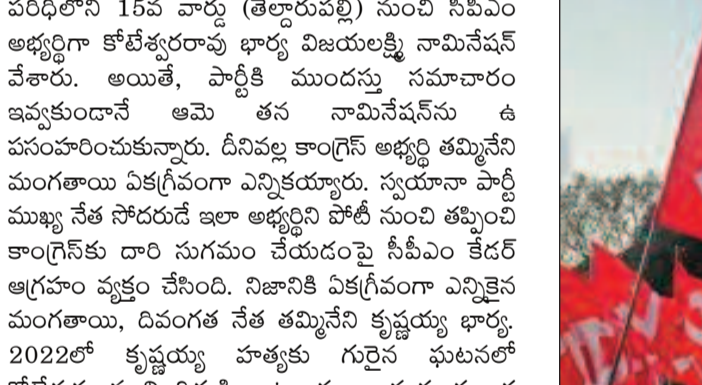 పరిధిలోని 15వ వార్డు (తెల్దారుపల్లి) నుంచి సీపీఎం
అభ్యర్థిగా కోటేశ్వరరావు భార్య విజయలక్ష్మి నామినేషన్
వేశారు. అయితే, పార్టీకి ముందస్తు సమాచారం
ఇవ్వకుండానే ఆమె తన నామినేషన్‌ను ఉ
పసంహరించుకున్నారు. దీనివల్ల కాంగ్రెస్ అభ్యర్థి తమ్మినేని
మంగతాయి ఏకగ్రీవంగా ఎన్నికయ్యారు. స్వయానా పార్టీ
ముఖ్య నేత సోదరుడే ఇలా అభ్యర్థిని పోటీ నుంచి తప్పించి
కాంగ్రెస్‌కు దారి సుగమం చేయడంపై సీపీఎం కేడర్
ఆగ్రహం వ్యక్తం చేసింది. నిజానికి ఏకగ్రీవంగా ఎన్నికైన
మంగతాయి, దివంగత నేత తమ్మినేని కృష్ణయ్య భార్య.
2022లో కృష్ణయ్య హత్యకు గురైన ఘటనలో